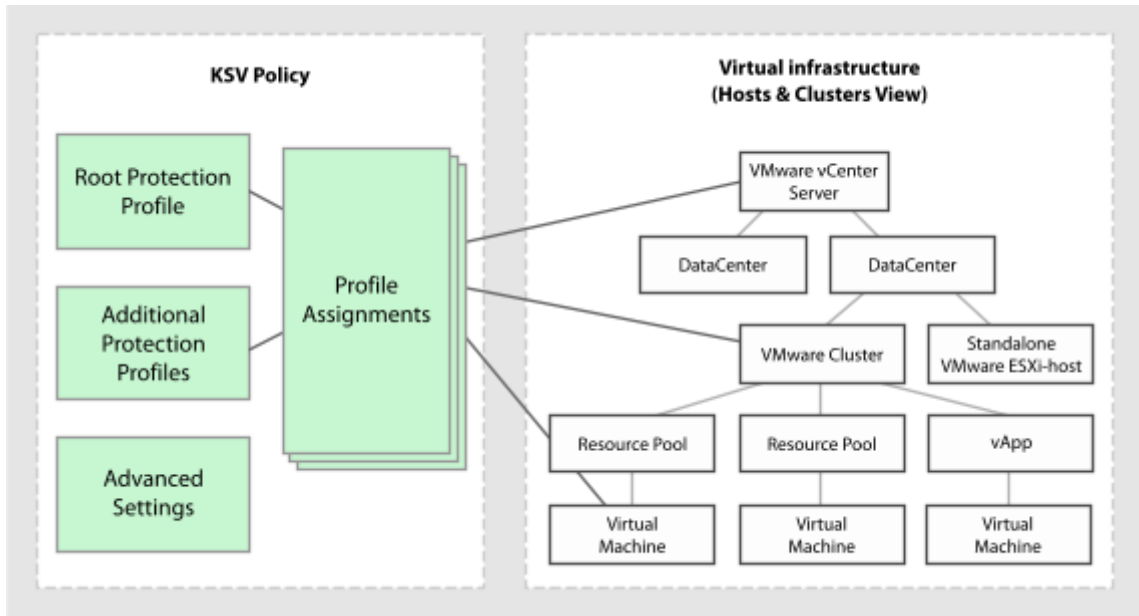 KSV Policy
Root Protection
Profile
Additional
Protection
Profiles
Advanced
Settings
Profile
Assignments
Virtual infrastructure
(Hosts & Clusters View)
VMware vCenter
Server
DataCenter
DataCenter
VMware Cluster
Standalone
VMware ESXi-host
Resource Pool
Resource Pool
vApp
Virtual
Machine
Virtual
Machine
Virtual
Machine